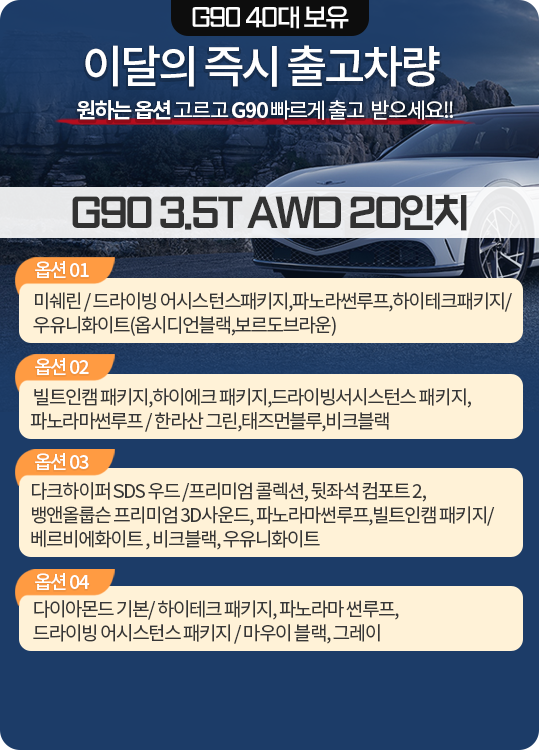 G90 40대 보유
이달의 즉시 출고차량
원하는 옵션 고르고 G90 빠르게 출고 받으세요!!
G90 3.5T AWD 20인치
옵션 01
미쉐린 / 드라이빙 어시스턴스패키지,파노라썬루프,하이테크패키지/
우유니화이트(옵시디언블랙,보르도브라운)
옵션 02
빌트인캠 패키지,하이에크 패키지,드라이빙서시스턴스 패키지,
파노라마썬루프 / 한라산 그린,태즈먼블루,비크블랙
옵션 03
다크하이퍼 SDS 우드 /프리미엄 콜렉션, 뒷좌석 컴포트 2,
뱅앤올룹슨 프리미엄 3D사운드, 파노라마썬루프,빌트인캠 패키지/
베르비에화이트 , 비크블랙, 우유니화이트
옵션 04
다이아몬드 기본/ 하이테크 패키지, 파노라마 썬루프,
드라이빙 어시스턴스 패키지 / 마우이 블랙, 그레이